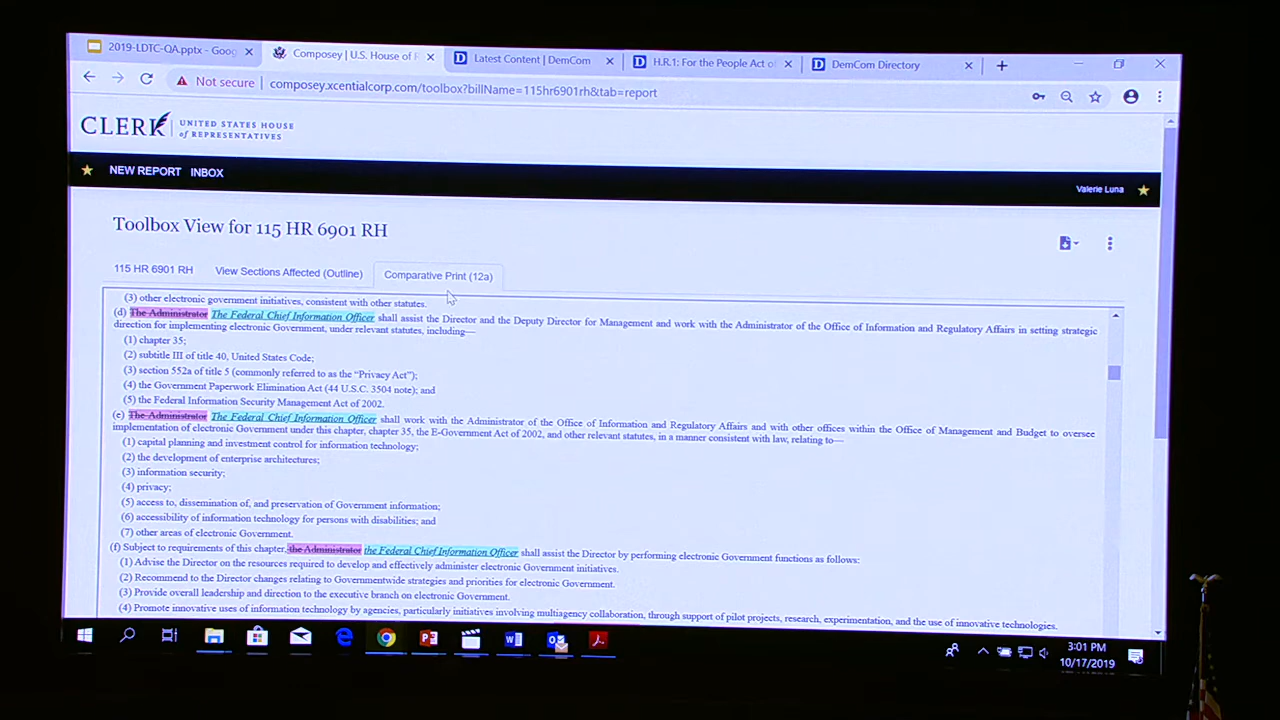 2019-LDTC-QA.pptx - Goog
Composey | U.S. House of R
Latest Content | DemCom
H.R.1: For the People Act of
DemCom Directory
Not secure | composey.xcentialcorp.com/toolbox?billName=115hr6901rh&tab=report
CLERK
UNITED STATES HOUSE
of REPRESENTATIVES
NEW REPORT INBOX
Valerie Luna
Toolbox View for 115 HR 6901 RH
115 HR 6901 RH
View Sections Affected (Outline)
Comparative Print (12a)
(3) other electronic government initiatives, consistent with other statutes.
(d) The Administrator The Federal Chief Information Officer shall assist the Director and the Deputy Director for Management and work with the Administrator of the Office of Information and Regulatory Affairs in setting strategic
direction for implementing electronic Government, under relevant statutes, including—
(1) chapter 35;
(2) subtitle III of title 40, United States Code;
(3) section 552a of title 5 (commonly referred to as the “Privacy Act”);
(4) the Government Paperwork Elimination Act (44 U.S.C. 3504 note); and
(5) the Federal Information Security Management Act of 2002.
(e) The Administrator The Federal Chief Information Officer shall work with the Administrator of the Office of Information and Regulatory Affairs and with other offices within the Office of Management and Budget to oversee
implementation of electronic Government under this chapter, chapter 35, the E-Government Act of 2002, and other relevant statutes, in a manner consistent with law, relating to—
(1) capital planning and investment control for information technology;
(2) the development of enterprise architectures;
(3) information security;
(4) privacy;
(5) access to, dissemination of, and preservation of Government information;
(6) accessibility of information technology for persons with disabilities; and
(7) other areas of electronic Government.
(f) Subject to requirements of this chapter, the Administrator the Federal Chief Information Officer shall assist the Director by performing electronic Government functions as follows:
(1) Advise the Director on the resources required to develop and effectively administer electronic Government initiatives.
(2) Recommend to the Director changes relating to Governmentwide strategies and priorities for electronic Government.
(3) Provide overall leadership and direction to the executive branch on electronic Government.
(4) Promote innovative uses of information technology by agencies, particularly initiatives involving multiagency collaboration, through support of pilot projects, research, experimentation, and the use of innovative technologies.
3:01 PM
10/17/2019